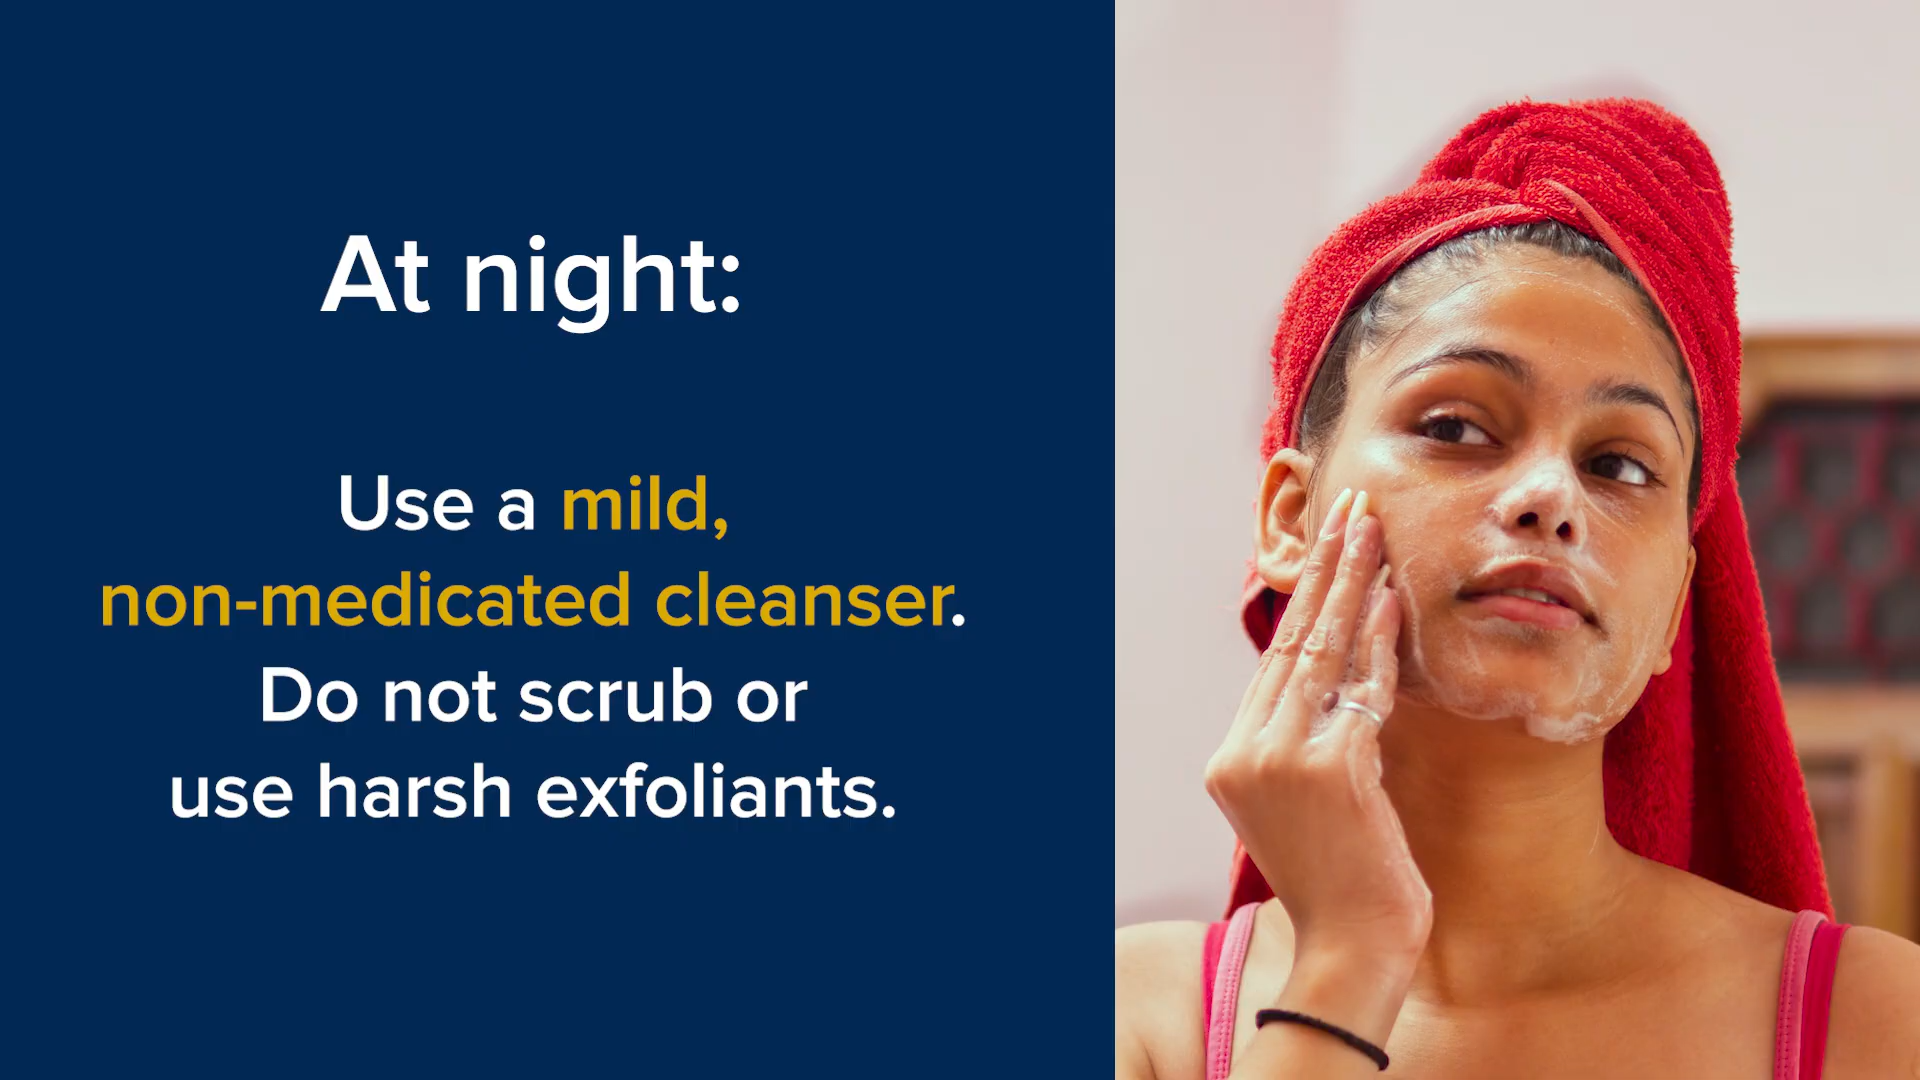 At night:
Use a mild,
non-medicated cleanser.
Do not scrub or
use harsh exfoliants.